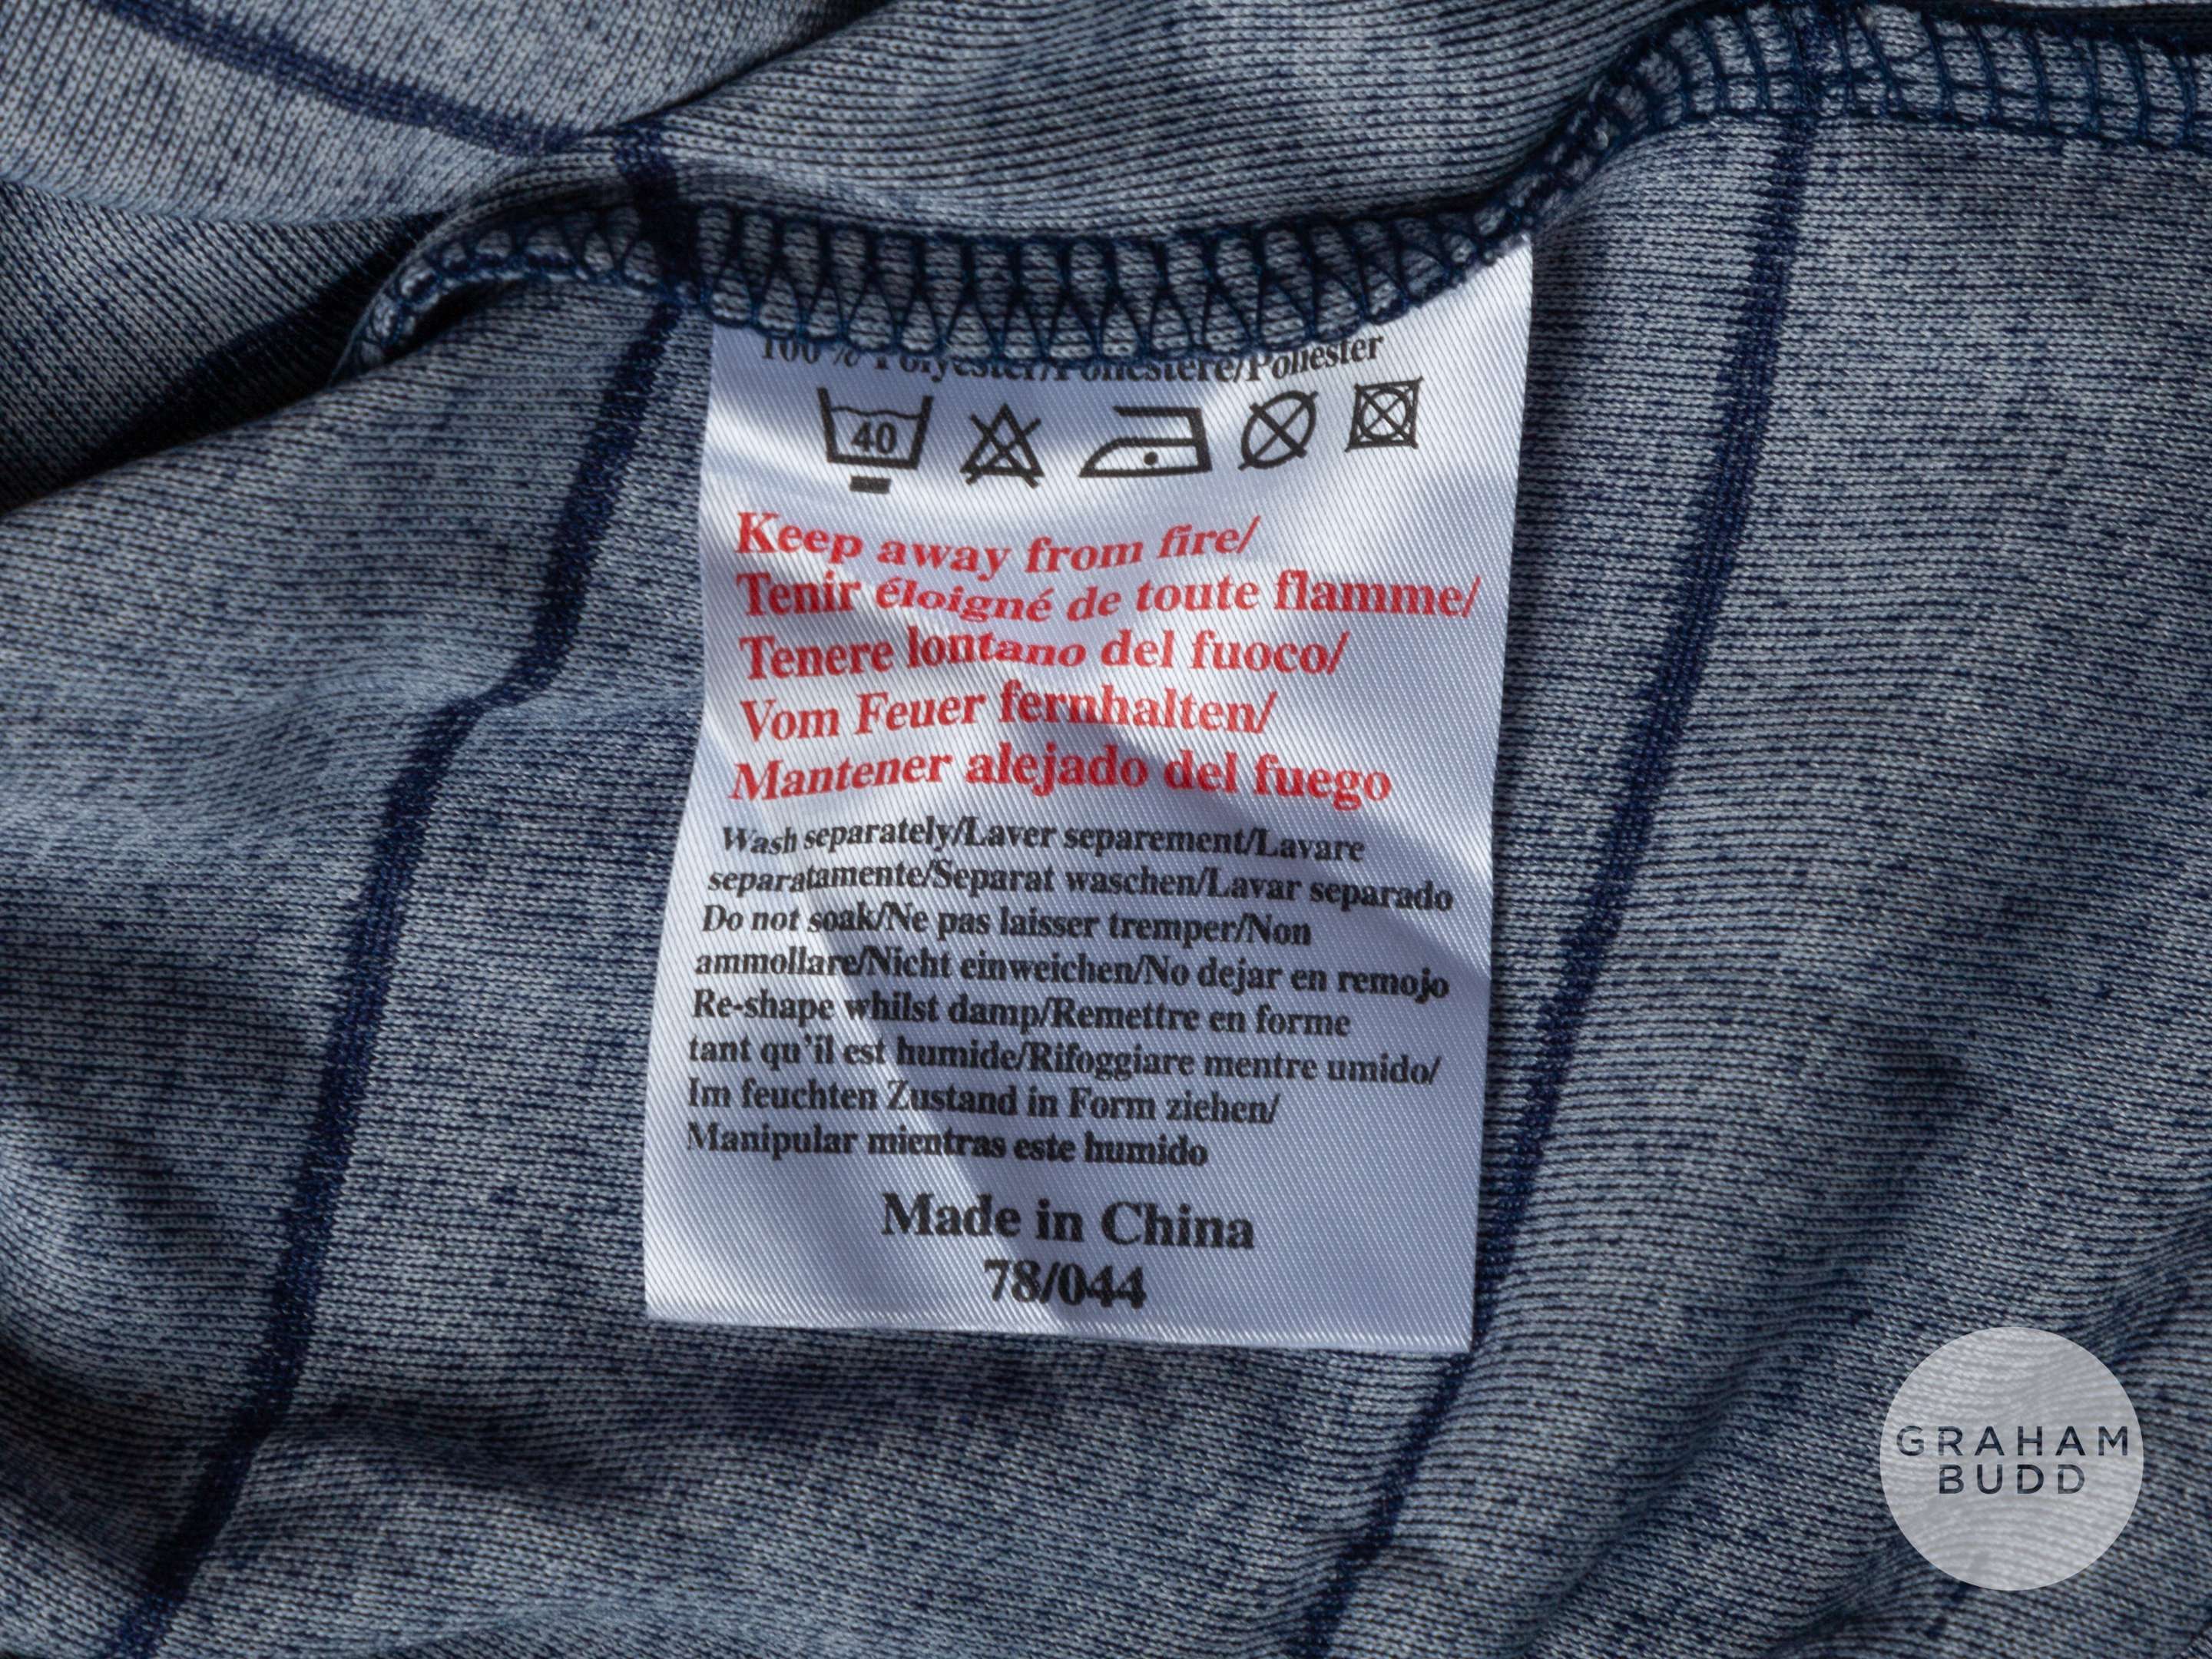 100 % Polyester/Poliestere/Poliester
40
Keep away from fire/
Tenir éloigné de toute flamme/
Tenere lontano del fuoco/
Vom Feuer fernhalten/
Mantener alejado del fuego
Wash separately/Laver separement/Lavare
separatamente/Separat waschen/Lavar separado
Do not soak/Ne pas laisser tremper/Non
ammollare/Nicht einweichen/No dejar en remojo
Re-shape whilst damp/Remettre en forme
tant qu'il est humide/Rifoggiare mentre umido/
Im feuchten Zustand in Form ziehen/
Manipular mientras este humido
Made in China
78/044
GRAHAM
BUDD